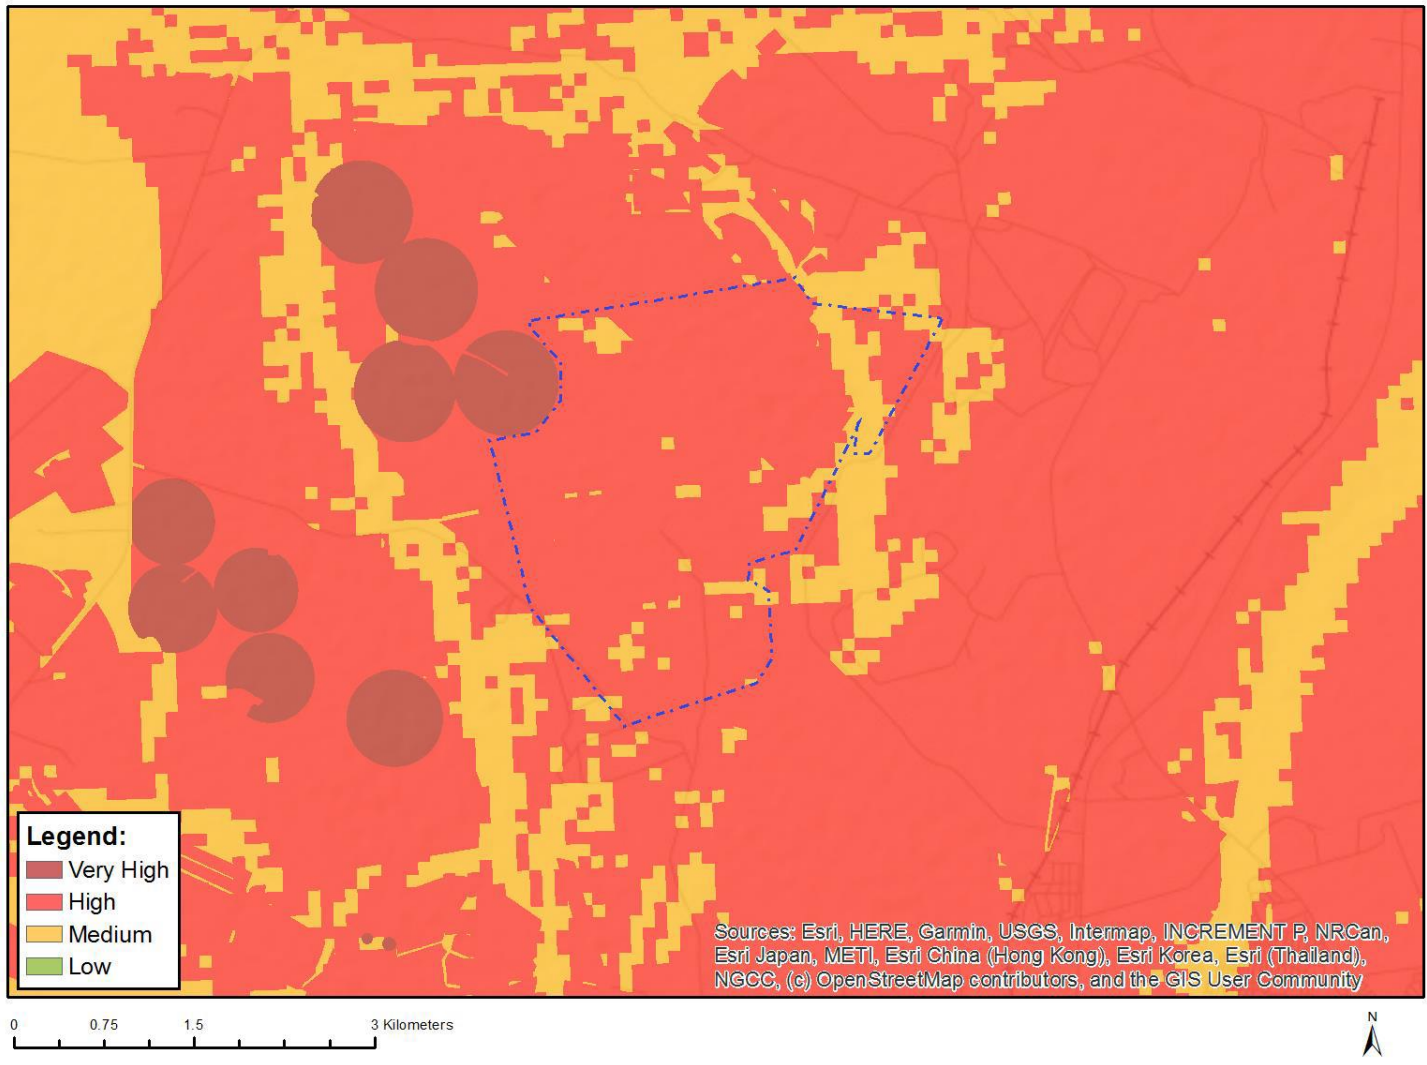 Legend:
Very High
High
Medium
Low
Sources: Esri, HERE, Garmin, USGS, Intermap, INCREMENT P, NRCan,
Esri Japan, METI, Esri China (Hong Kong), Esri Korea, Esri (Thailand),
NGCC, (c) OpenStreetMap contributors, and the GIS User Community
0 0.75 1.5 3 Kilometers
N